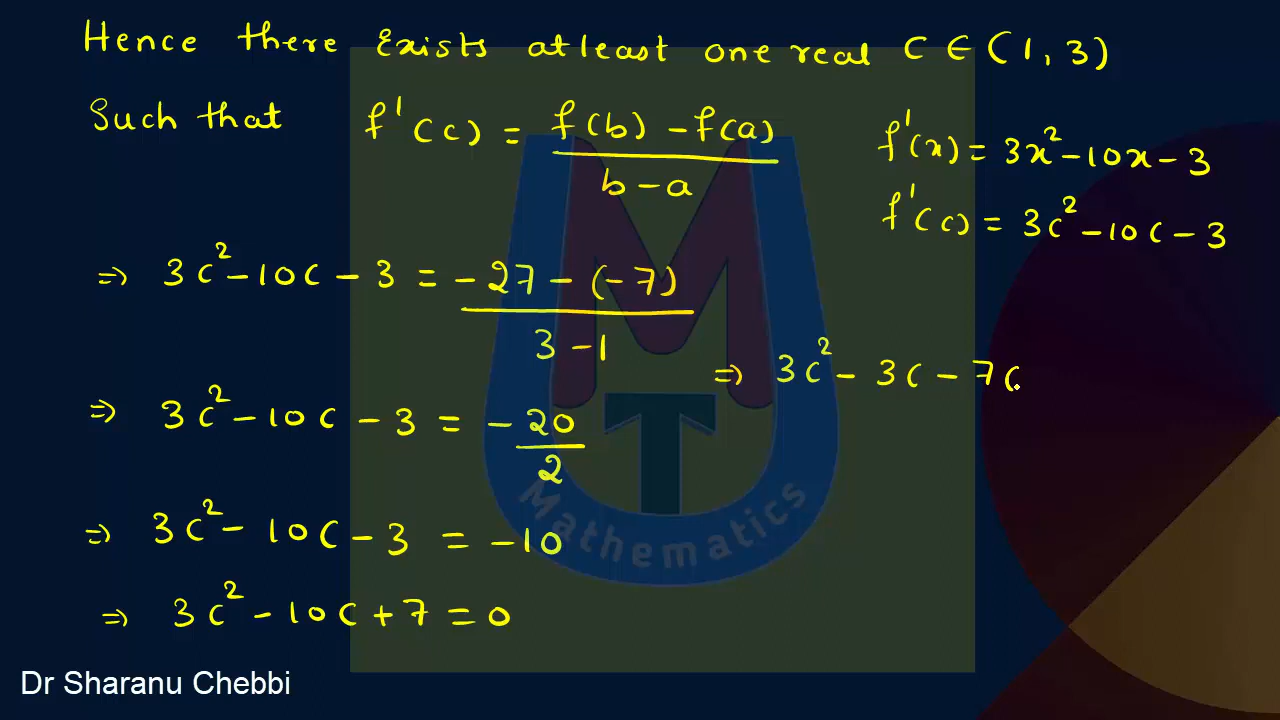 Hence there Exists atleast one real C ∈ (1, 3)
Such that f'(c) = f(b) - f(a) / b - a
f'(x) = 3x² - 10x - 3
f'(c) = 3c² - 10c - 3
⇒ 3c² - 10c - 3 = -27 - (-7) / 3 - 1
⇒ 3c² - 10c - 3 = -20/2
⇒ 3c² - 10c - 3 = -10
⇒ 3c² - 10c + 7 = 0
⇒ 3c² - 3c - 7c
Mathematics
Dr Sharanu Chebbi